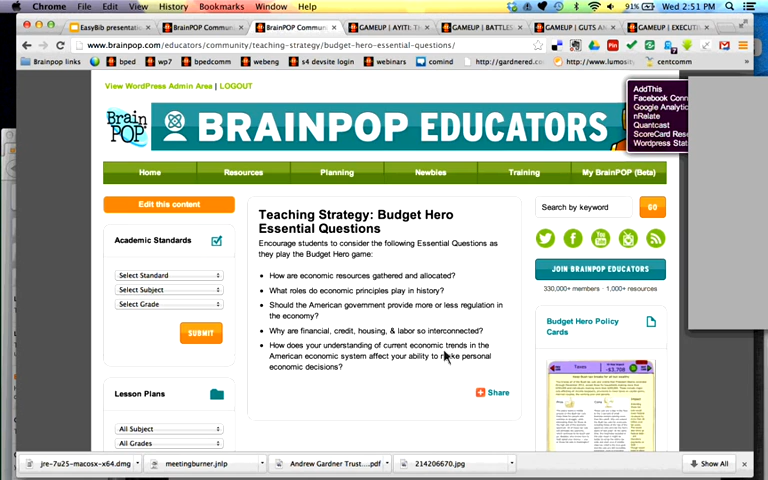 Chrome File Edit View History Bookmarks Window Help
91% Wed 2:51 PM
EasyBib presentation
BrainPOP Commun
BrainPOP Commun
GAMEUP | AYITI: TH
GAMEUP | BATTLES
GAMEUP | GUTS AN
GAMEUP | EXECUTI
www.brainpop.com/educators/community/teaching-strategy/budget-hero-essential-questions/
Brainpop links
bped
wp7
bped
webeng
s4 devsite login
webinars
comind
http://gardnered.co
http://www.lumosity
centcomm
View WordPress Admin Area | LOGOUT
AddThis
Facebook Conn
Google Analytic
nRelate
Quantcast
ScoreCard Res
Wordpress Stat
Brain POP
BRAINPOP EDUCATORS
Home
Resources
Planning
Newbies
Training
My BrainPOP (Beta)
Edit this content
Academic Standards
Select Standard
Select Subject
Select Grade
SUBMIT
Lesson Plans
All Subject
All Grades
Teaching Strategy: Budget Hero
Essential Questions
Encourage students to consider the following Essential Questions as
they play the Budget Hero game:
How are economic resources gathered and allocated?
What roles do economic principles play in history?
Should the American government provide more or less regulation in
the economy?
Why are financial, credit, housing, & labor so interconnected?
How does your understanding of current economic trends in the
American economic system affect your ability to make personal
economic decisions?
Share
Search by keyword
GO
JOIN BRAINPOP EDUCATORS
330,000+ members · 1,000+ resources
Budget Hero Policy
Cards
Taxes
jre-7u25-macosx-x64.dmg
meetingburner.jnlp
Andrew Gardner Trust....pdf
214206670.jpg
Show All